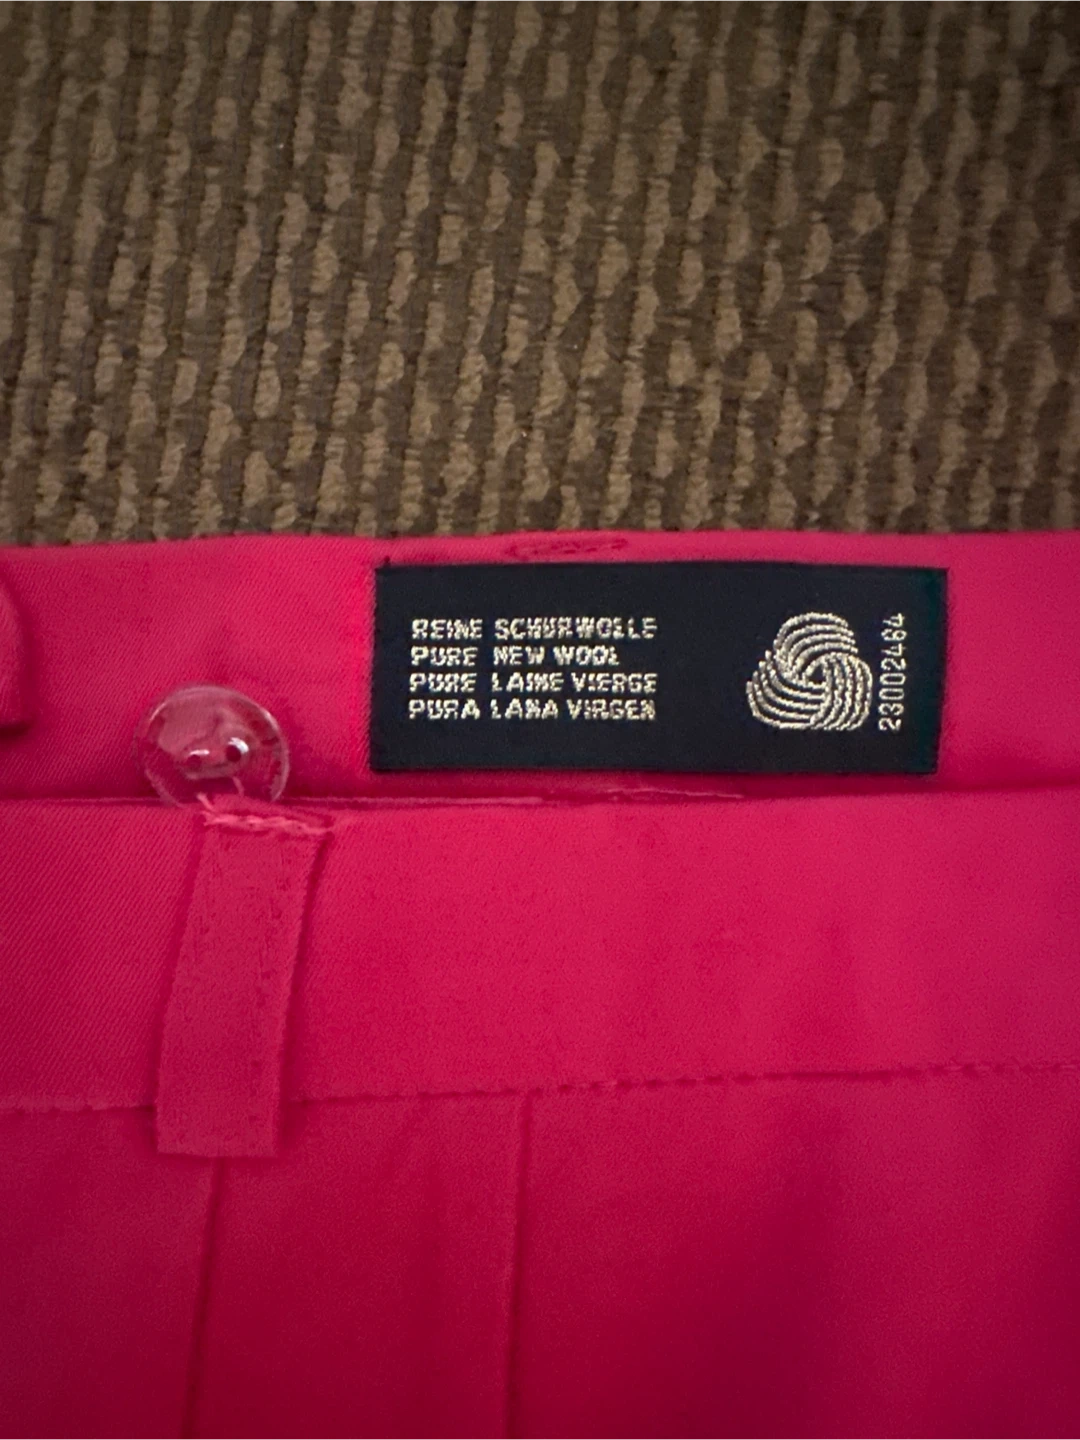 REINE SCHURWOLLE
PURE NEW WOOL
PURE LAINE VIERGE
PURA LANA VIRGEN
23002464